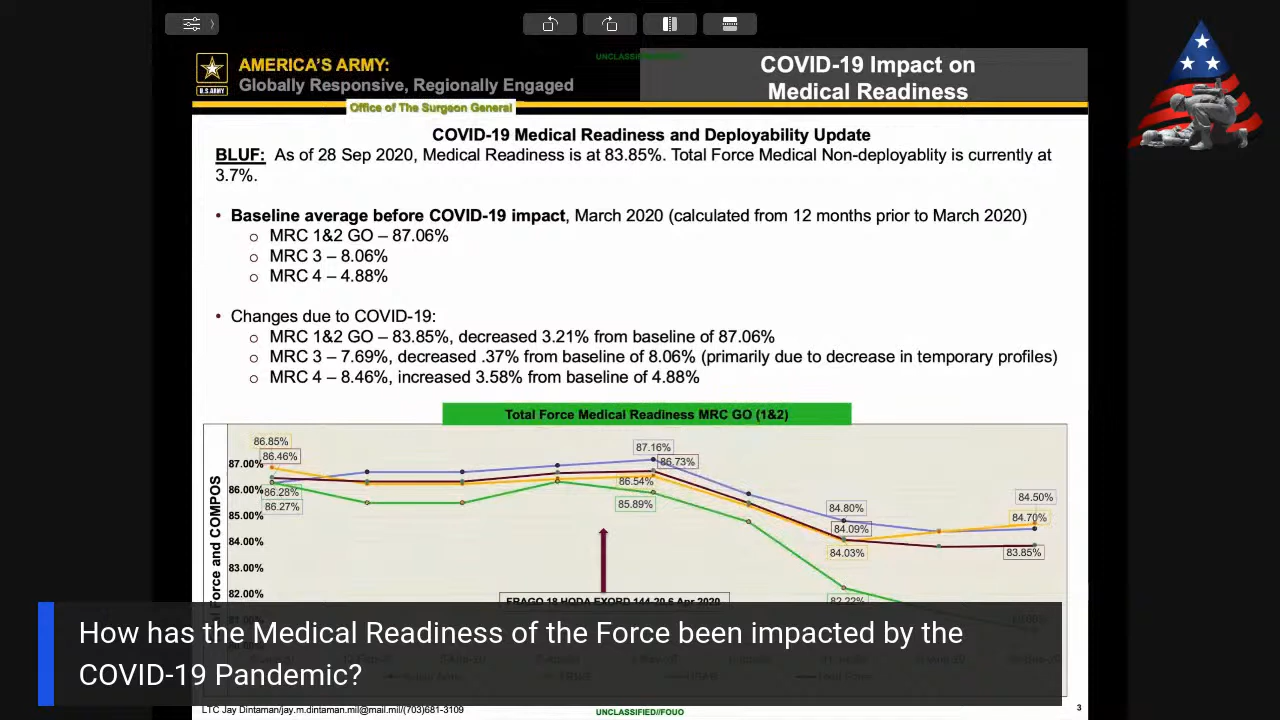 AMERICA'S ARMY:
Globally Responsive, Regionally Engaged
U.S.ARMY
Office of The Surgeon General
COVID-19 Impact on
Medical Readiness
COVID-19 Medical Readiness and Deployability Update
BLUF: As of 28 Sep 2020, Medical Readiness is at 83.85%. Total Force Medical Non-deployablity is currently at
3.7%.
• Baseline average before COVID-19 impact, March 2020 (calculated from 12 months prior to March 2020)
o MRC 1&2 GO – 87.06%
o MRC 3 – 8.06%
o MRC 4 – 4.88%
• Changes due to COVID-19:
o MRC 1&2 GO – 83.85%, decreased 3.21% from baseline of 87.06%
o MRC 3 – 7.69%, decreased .37% from baseline of 8.06% (primarily due to decrease in temporary profiles)
o MRC 4 – 8.46%, increased 3.58% from baseline of 4.88%
Total Force Medical Readiness MRC GO (1&2)
Force and COMPOS
87.00%
86.00%
85.00%
84.00%
83.00%
82.00%
86.85%
86.46%
86.28%
86.27%
87.16%
86.73%
86.54%
85.89%
84.80%
84.09%
84.03%
82.22%
84.50%
84.70%
83.85%
FRAGO 18 HQDA EXORD 144-20 6 Apr 2020
How has the Medical Readiness of the Force been impacted by the
COVID-19 Pandemic?
LTC Jay Dintaman/jay.m.dintaman.mil@mail.mil/(703)681-3109
UNCLASSIFIED//FOUO
3